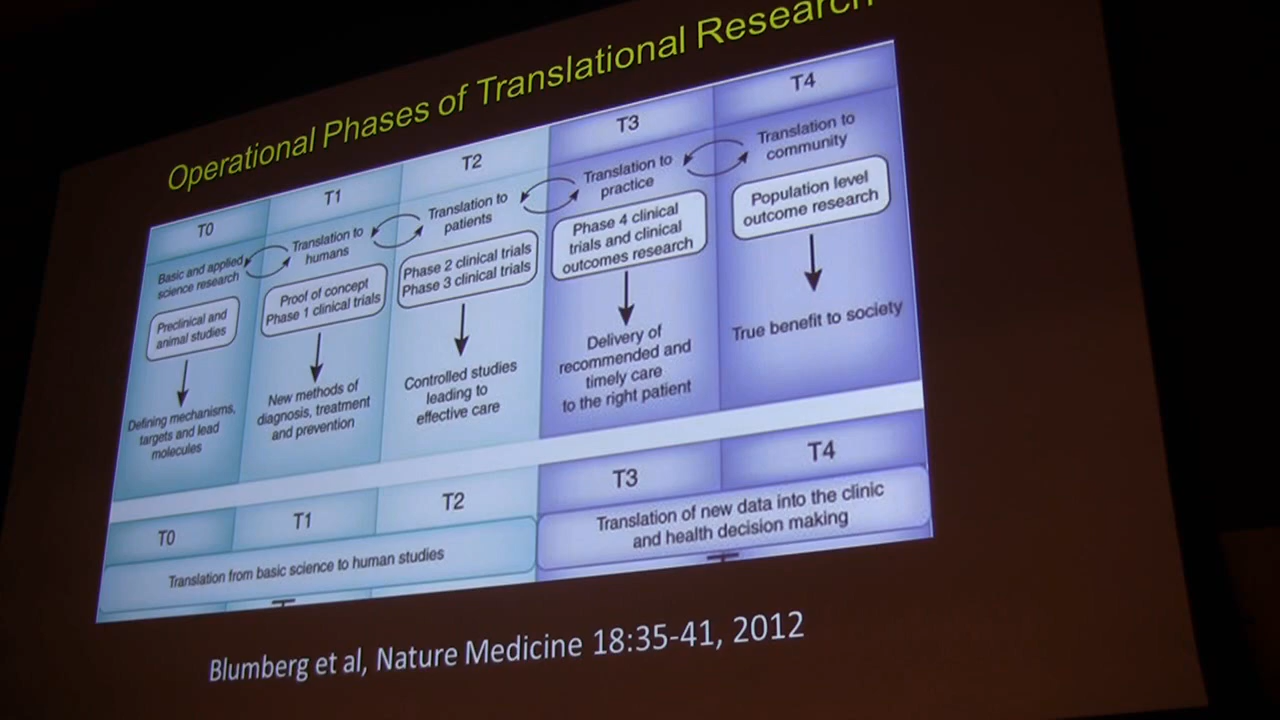 Operational Phases of Translational Research
T0
Basic and applied
science research
Preclinical and
animal studies
Defining mechanisms,
targets and lead
molecules
T1
Translation to
humans
Proof of concept
Phase 1 clinical trials
New methods of
diagnosis, treatment
and prevention
T2
Translation to
patients
Phase 2 clinical trials
Phase 3 clinical trials
Controlled studies
leading to
effective care
T3
Translation to
practice
Phase 4 clinical
trials and clinical
outcomes research
Delivery of
recommended and
timely care
to the right patient
T4
Translation to
community
Population level
outcome research
True benefit to society
T0
T1
T2
Translation from basic science to human studies
T3
T4
Translation of new data into the clinic
and health decision making
Blumberg et al, Nature Medicine 18:35-41, 2012